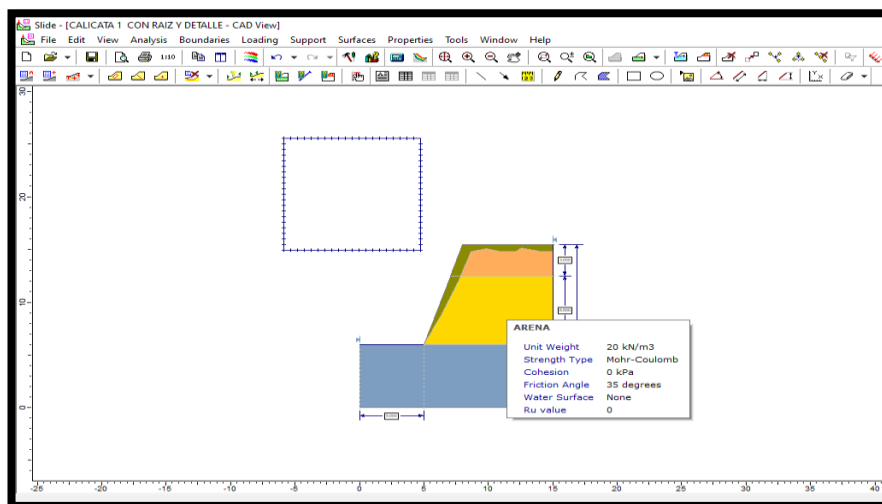 Slide - [CALICATA 1  CON RAIZ Y DETALLE - CAD View]
File Edit View Analysis Boundaries Loading Support Surfaces Properties Tools Window Help
1:10
30
20
10
0
ARENA
Unit Weight 20 kN/m3
Strength Type Mohr-Coulomb
Cohesion 0 kPa
Friction Angle 35 degrees
Water Surface None
Ru value 0
-25 -20 -15 -10 -5 0 5 10 15 20 25 30 35 40